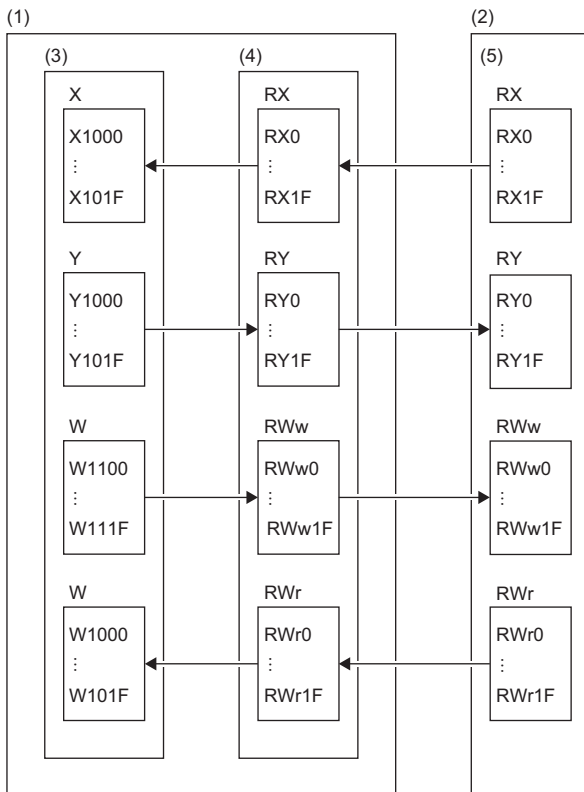 (1)
(2)
(3)
(4)
(5)
X
RX
RX
X1000
RX0
RX0
⋮
⋮
⋮
X101F
RX1F
RX1F
Y
RY
RY
Y1000
RY0
RY0
⋮
⋮
⋮
Y101F
RY1F
RY1F
W
RWw
RWw
W1100
RWw0
RWw0
⋮
⋮
⋮
W111F
RWw1F
RWw1F
W
RWr
RWr
W1000
RWr0
RWr0
⋮
⋮
⋮
W101F
RWr1F
RWr1F